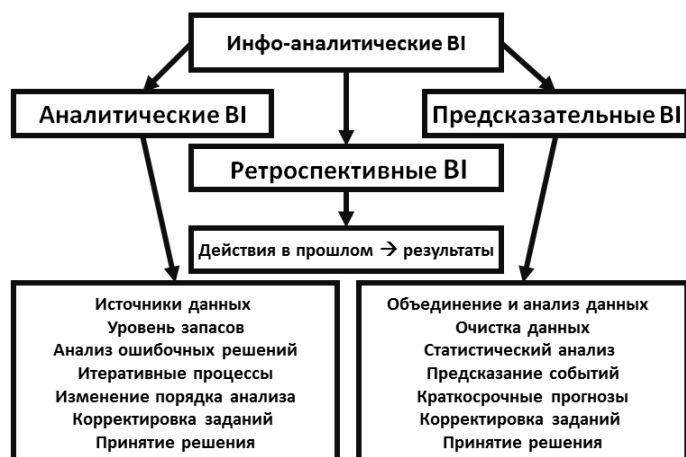 Инфо-аналитические BI
Аналитические BI
Предсказательные BI
Ретроспективные BI
Действия в прошлом → результаты
Источники данных
Уровень запасов
Анализ ошибочных решений
Итеративные процессы
Изменение порядка анализа
Корректировка заданий
Принятие решения
Объединение и анализ данных
Очистка данных
Статистический анализ
Предсказание событий
Краткосрочные прогнозы
Корректировка заданий
Принятие решения